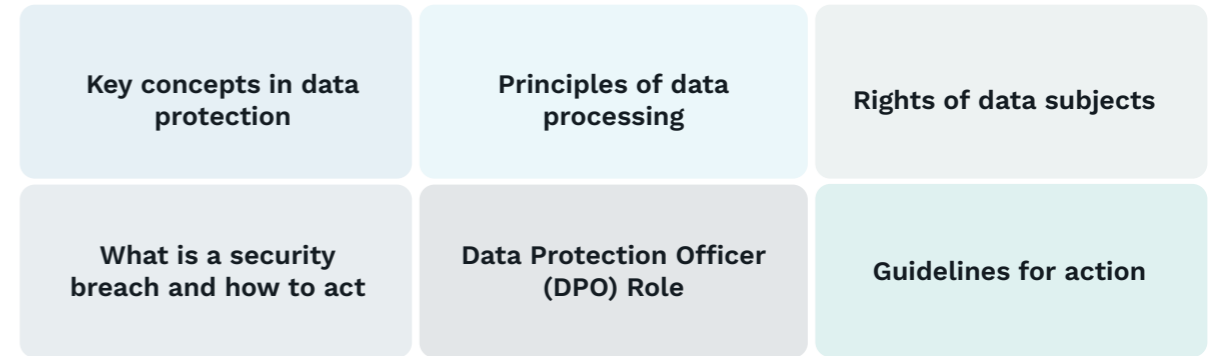 Key concepts in data
protection
Principles of data
processing
Rights of data subjects
What is a security
breach and how to act
Data Protection Officer
(DPO) Role
Guidelines for action